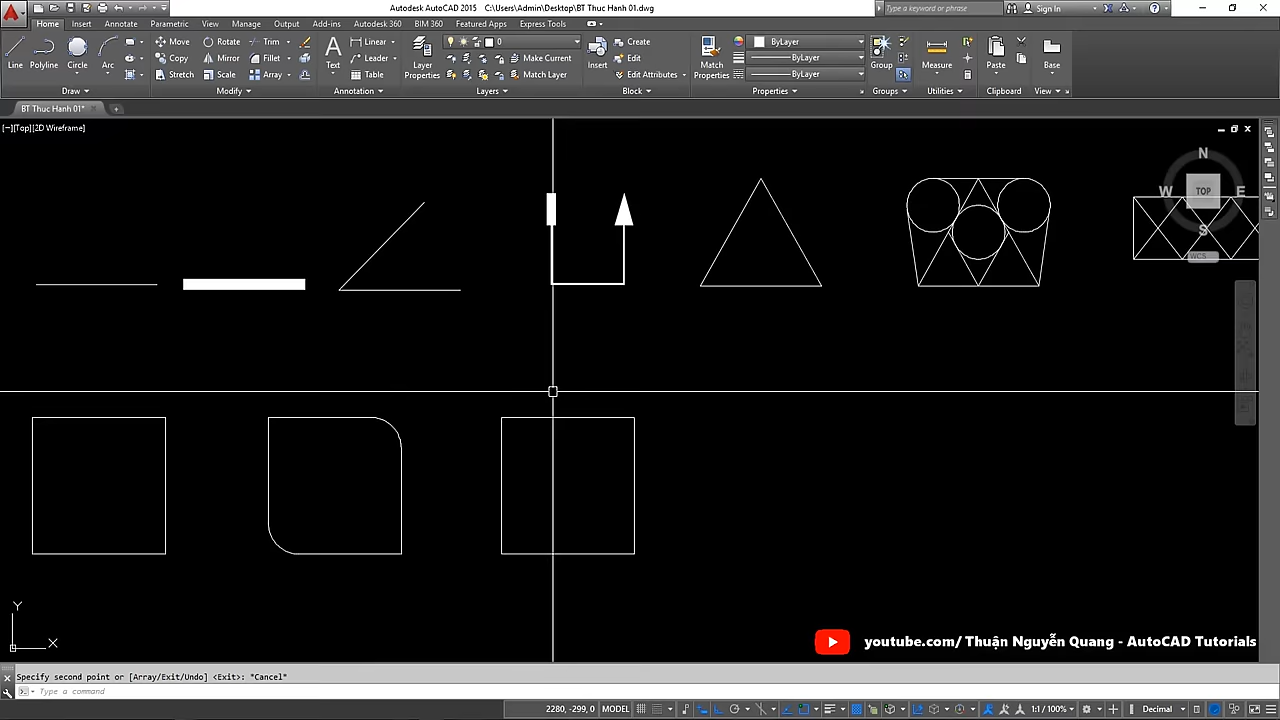 Autodesk AutoCAD 2015 C:\Users\Admin\Desktop\BT Thuc Hanh 01.dwg
Type a keyword or phrase
Sign In
Home Insert Annotate Parametric View Manage Output Add-ins Autodesk 360 BIM 360 Featured Apps Express Tools
Line Polyline Circle Arc
Move Rotate Trim
Copy Mirror Fillet
Stretch Scale Array
Text
Linear
Leader
Table
Layer Properties
0
Make Current
Match Layer
Insert
Create
Edit
Edit Attributes
Match Properties
ByLayer
ByLayer
ByLayer
Group
Measure
Paste
Base
Draw Modify Annotation Layers Block Properties Groups Utilities Clipboard View
BT Thuc Hanh 01*
[−][Top][2D Wireframe]
N
W TOP E
S
WCS
Y
X
youtube.com/ Thuận Nguyễn Quang - AutoCAD Tutorials
Specify second point or [Array/Exit/Undo] <Exit>: *Cancel*
Type a command
2280, -299, 0 MODEL 1:1 / 100% Decimal